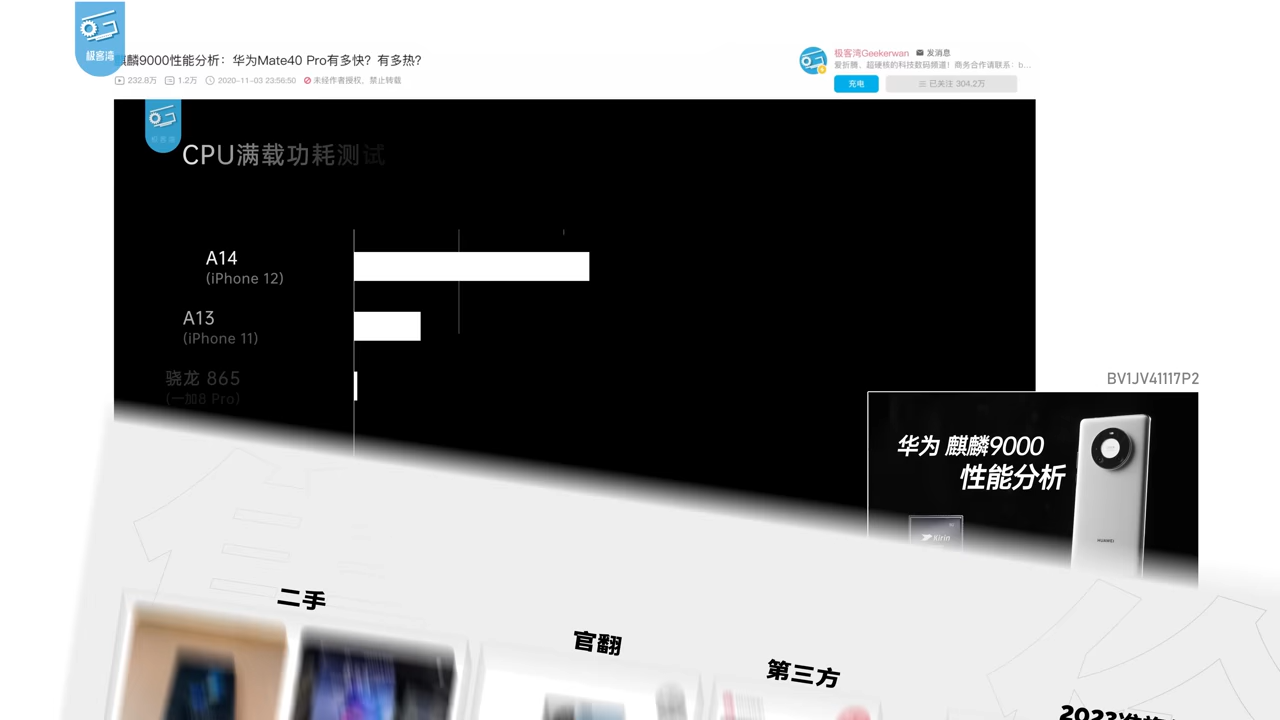 极客湾
麒麟9000性能分析：华为Mate40 Pro有多快？有多热？
232.8万 1.2万 2020-11-03 23:56:50 未经作者授权，禁止转载
极客湾Geekerwan 发消息
爱折腾、超硬核的科技数码频道！商务合作请联系：b...
充电 已关注 304.2万
极客湾
CPU满载功耗测试
A14
(iPhone 12)
A13
(iPhone 11)
骁龙 865
(一加8 Pro)
BV1JV41117P2
华为 麒麟9000
性能分析
Kirin
HUAWEI
二手
官翻
第三方
2023